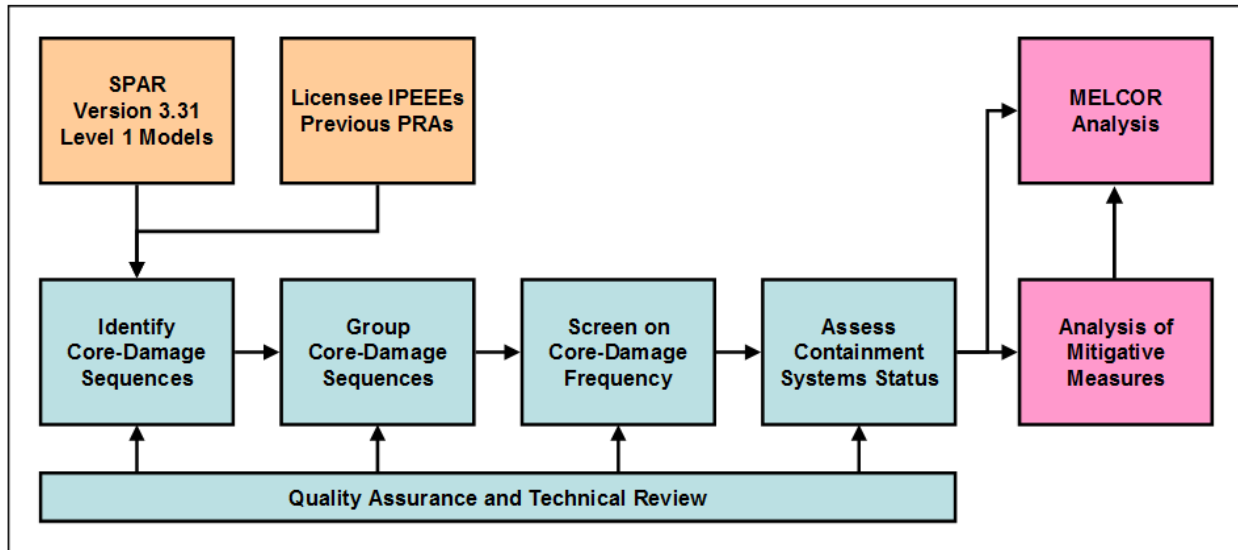 SPAR
Version 3.31
Level 1 Models
Licensee IPEEEs
Previous PRAs
MELCOR
Analysis
Identify
Core-Damage
Sequences
Group
Core-Damage
Sequences
Screen on
Core-Damage
Frequency
Assess
Containment
Systems Status
Analysis of
Mitigative
Measures
Quality Assurance and Technical Review